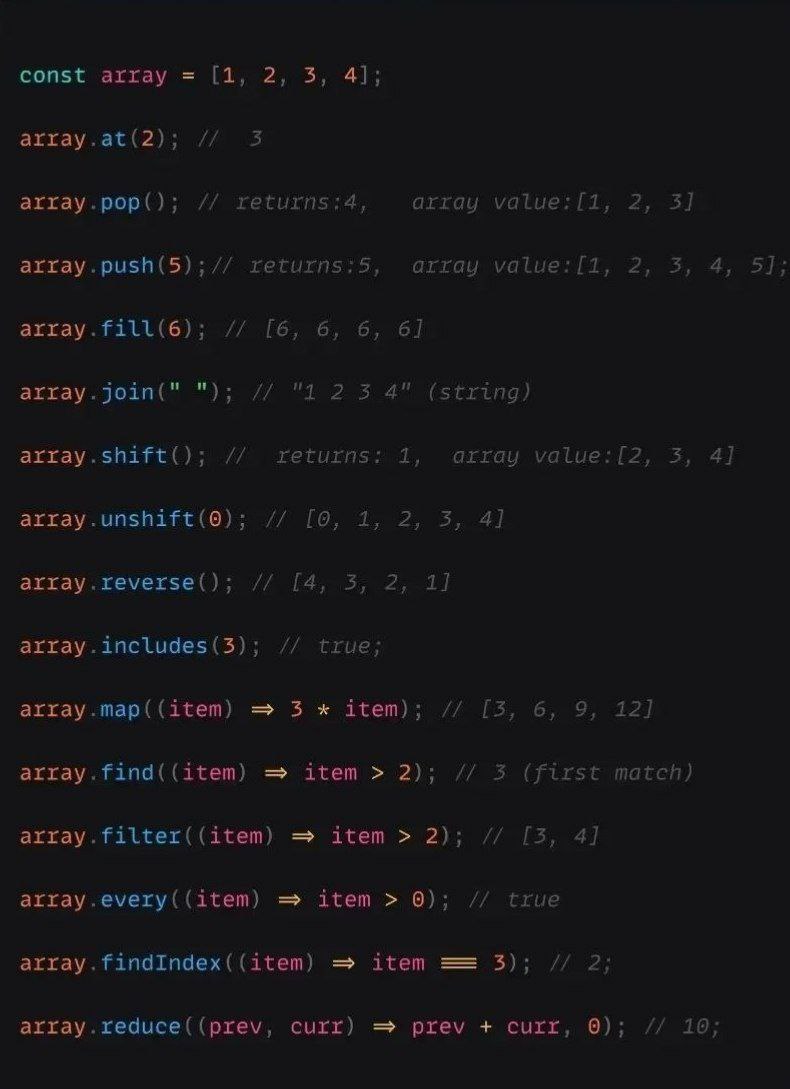 const array = [1, 2, 3, 4];
array.at(2); // 3
array.pop(); // returns:4, array value:[1, 2, 3]
array.push(5);// returns:5, array value:[1, 2, 3, 4, 5];
array.fill(6); // [6, 6, 6, 6]
array.join(" "); // "1 2 3 4" (string)
array.shift(); // returns: 1, array value:[2, 3, 4]
array.unshift(0); // [0, 1, 2, 3, 4]
array.reverse(); // [4, 3, 2, 1]
array.includes(3); // true;
array.map((item) => 3 * item); // [3, 6, 9, 12]
array.find((item) => item > 2); // 3 (first match)
array.filter((item) => item > 2); // [3, 4]
array.every((item) => item > 0); // true
array.findIndex((item) => item === 3); // 2;
array.reduce((prev, curr) => prev + curr, 0); // 10;